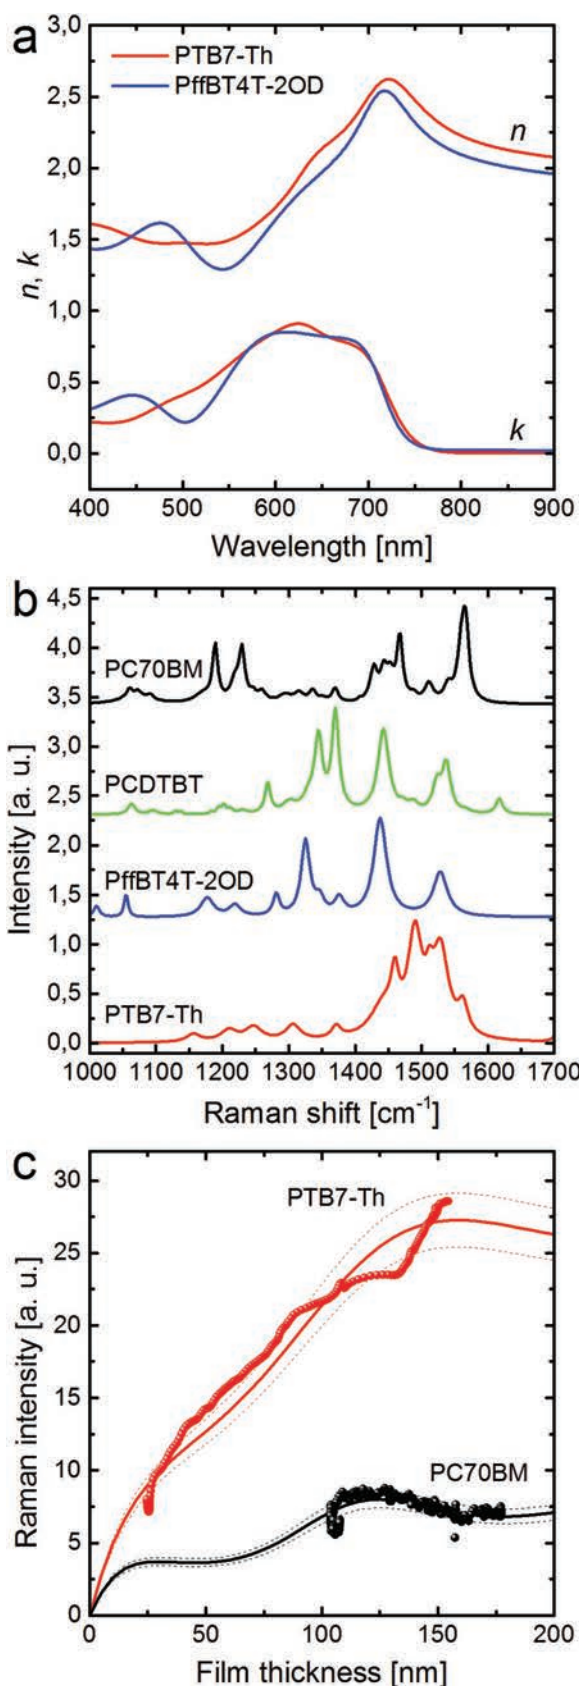 a
3,0
2,5
2,0
1,5
1,0
0,5
0,0
n, k
PTB7-Th
PffBT4T-2OD
n
k
400 500 600 700 800 900
Wavelength [nm]
b
4,5
4,0
3,5
3,0
2,5
2,0
1,5
1,0
0,5
0,0
Intensity [a. u.]
PC70BM
PCDTBT
PffBT4T-2OD
PTB7-Th
1000 1100 1200 1300 1400 1500 1600 1700
Raman shift [cm⁻¹]
c
30
25
20
15
10
5
0
Raman intensity [a. u.]
PTB7-Th
PC70BM
0 50 100 150 200
Film thickness [nm]